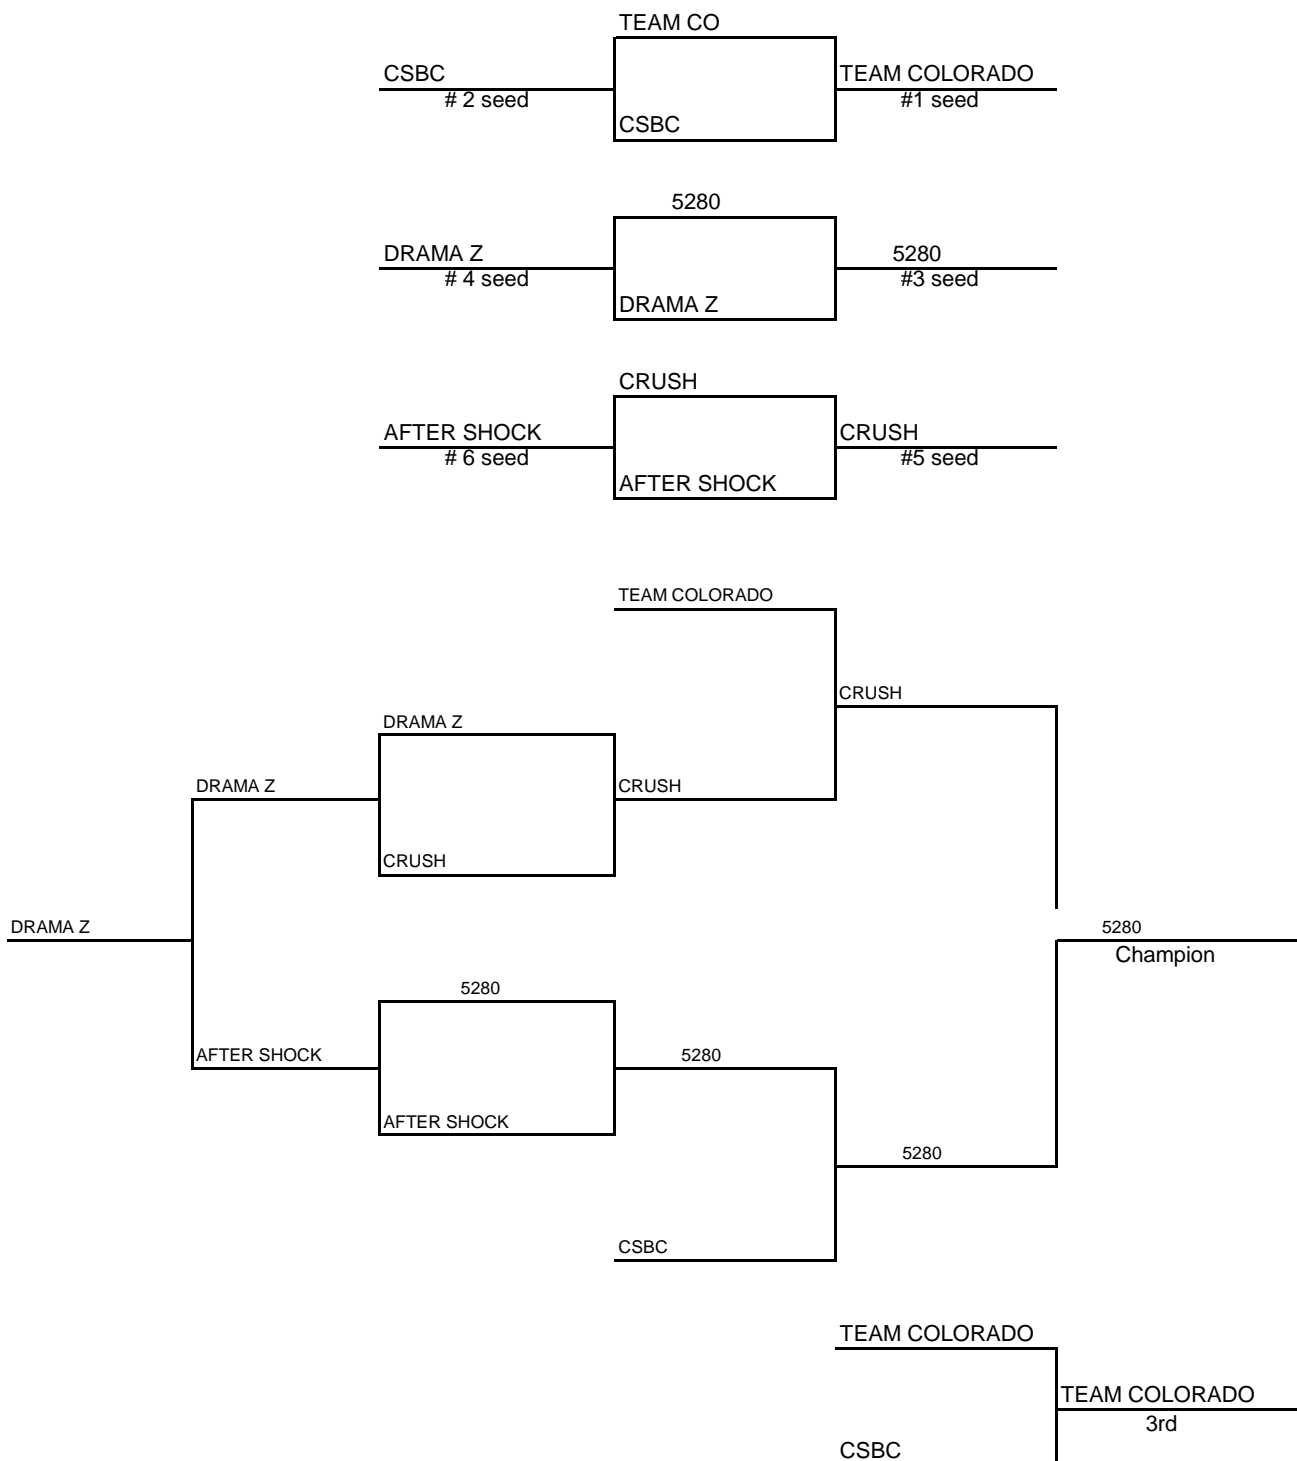 TEAM CO
CSBC
TEAM COLORADO
# 2 seed
#1 seed
CSBC
5280
DRAMA Z
5280
# 4 seed
#3 seed
DRAMA Z
CRUSH
AFTER SHOCK
CRUSH
# 6 seed
#5 seed
AFTER SHOCK
TEAM COLORADO
CRUSH
DRAMA Z
DRAMA Z
CRUSH
CRUSH
DRAMA Z
5280
Champion
5280
AFTER SHOCK
5280
AFTER SHOCK
5280
CSBC
TEAM COLORADO
TEAM COLORADO
3rd
CSBC